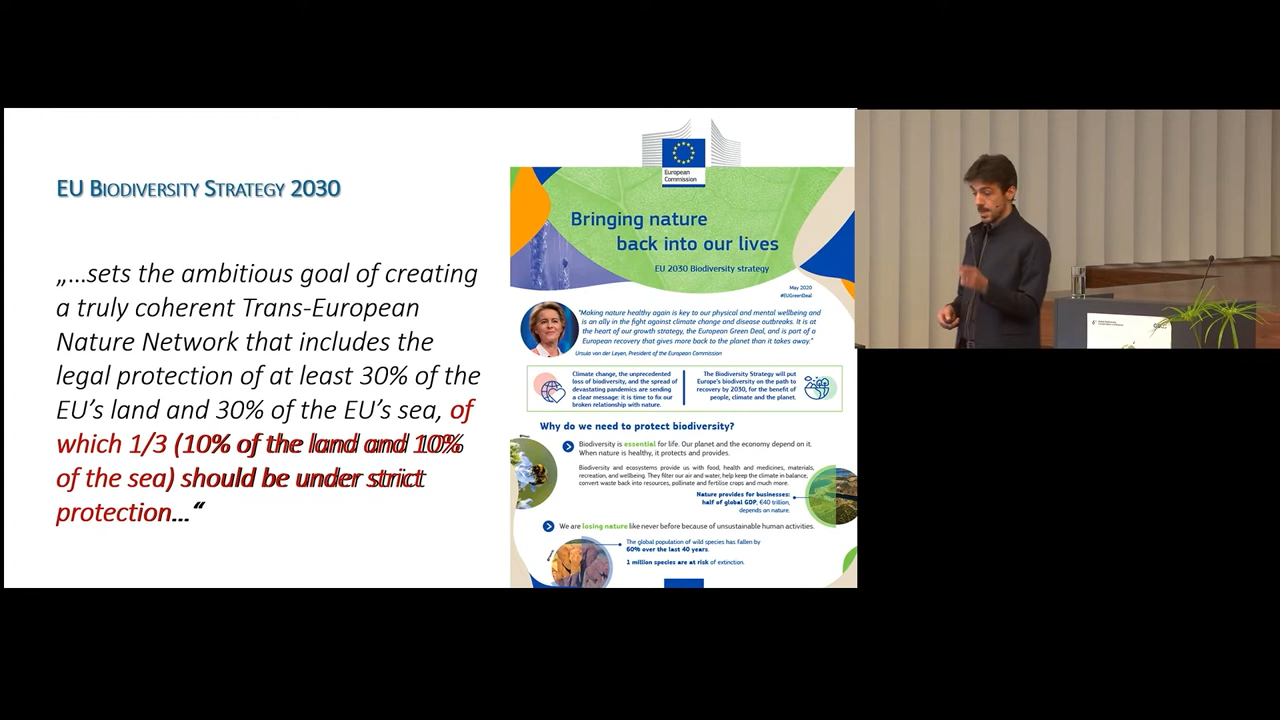 EU Biodiversity Strategy 2030
„…sets the ambitious goal of creating
a truly coherent Trans-European
Nature Network that includes the
legal protection of at least 30% of the
EU’s land and 30% of the EU’s sea, of
which 1/3 (10% of the land and 10%
of the sea) should be under strict
protection…“
European
Commission
Bringing nature
back into our lives
EU 2030 Biodiversity strategy
May 2020
#EUGreenDeal
"Making nature healthy again is key to our physical and mental wellbeing and
is an ally in the fight against climate change and disease outbreaks. It is at
the heart of our growth strategy, the European Green Deal, and is part of a
European recovery that gives more back to the planet than it takes away."
Ursula von der Leyen, President of the European Commission
Climate change, the unprecedented
loss of biodiversity, and the spread of
devastating pandemics are sending
a clear message: it is time to fix our
broken relationship with nature.
The Biodiversity Strategy will put
Europe's biodiversity on the path to
recovery by 2030, for the benefit of
people, climate and the planet.
Why do we need to protect biodiversity?
Biodiversity is essential for life. Our planet and the economy depend on it.
When nature is healthy, it protects and provides.
Biodiversity and ecosystems provide us with food, health and medicines, materials,
recreation, and wellbeing. They filter our air and water, help keep the climate in balance,
convert waste back into resources, pollinate and fertilise crops and much more.
Nature provides for businesses:
half of global GDP, €40 trillion,
depends on nature.
We are losing nature like never before because of unsustainable human activities.
The global population of wild species has fallen by
60% over the last 40 years.
1 million species are at risk of extinction.